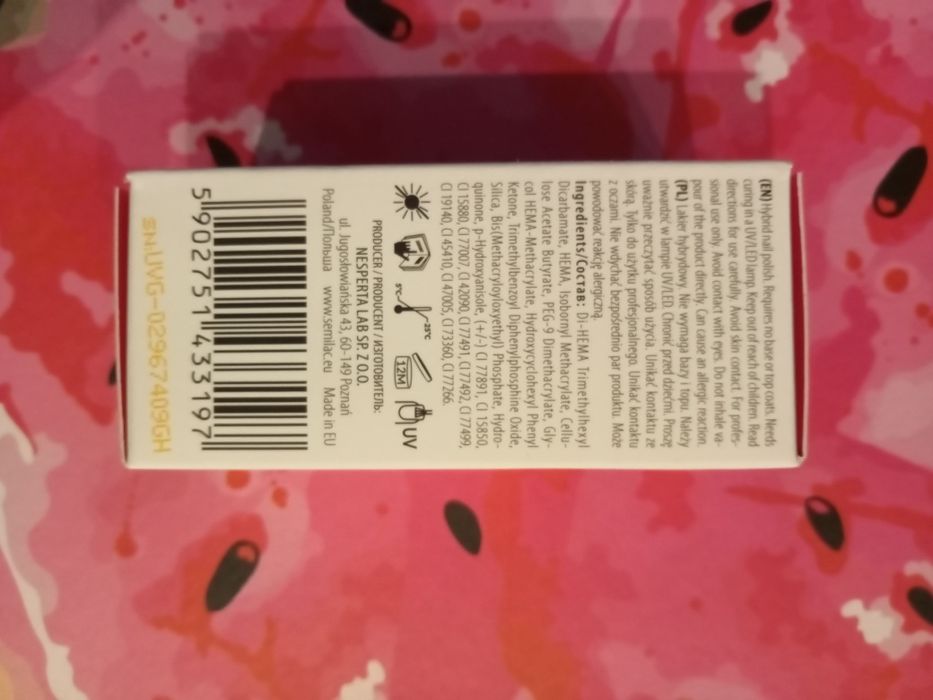 (EN) Hybrid nail polish. Requires no base or top coats. Needs
curing in a UV/LED lamp. Keep out of reach of children. Read
directions for use carefully. Avoid skin contact. For profes-
sional use only. Avoid contact with eyes. Do not inhale va-
pour of the product directly. Can cause an allergic reaction.
(PL) Lakier hybrydowy. Nie wymaga bazy i topu. Należy
utwardzić w lampie UV/LED. Chronić przed dziećmi. Proszę
uważnie przeczytać sposób użycia. Unikać kontaktu ze
skórą. Tylko do użytku profesjonalnego. Unikać kontaktu
z oczami. Nie wdychać bezpośrednio par produktu. Może
powodować reakcję alergiczną.
Ingredients/Состав: Di-HEMA Trimethylhexyl
Dicarbamate, HEMA, Isobornyl Methacrylate, Cellu-
lose Acetate Butyrate, PEG-9 Dimethacrylate, Gly-
col HEMA-Methacrylate, Hydroxycyclohexyl Phenyl
Ketone, Trimethylbenzoyl Diphenylphosphine Oxide,
Silica, Bis(Methacryloyloxyethyl) Phosphate, Hydro-
quinone, p-Hydroxyanisole, (+/-) CI 77891, CI 15850,
CI 15880, CI 77007, CI 42090, CI 77491, CI 77492, CI 77499,
CI 19140, CI 45410, CI 47005, CI 73360, CI 77266.
5°C 25°C 12M UV
PRODUCER / PRODUCENT / ИЗГОТОВИТЕЛЬ:
NESPERTA LAB SP. Z O.O.
ul. Jugosłowiańska 43, 60-149 Poznań
Poland/Польша www.semilac.eu Made in EU
5902751433197
SN:UVG-02967409GH